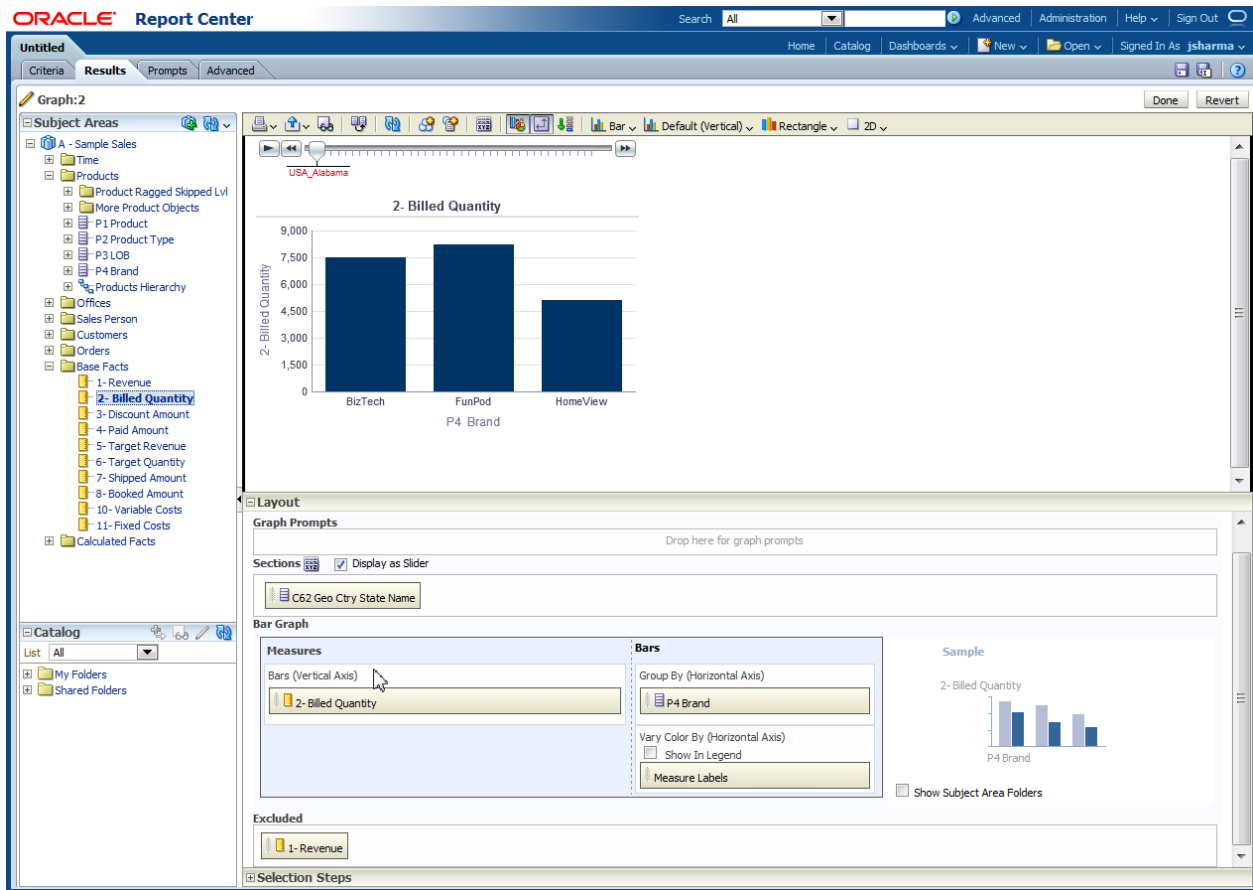 ORACLE Report Center
Search All Advanced Administration Help Sign Out
Untitled
Home Catalog Dashboards New Open Signed In As jsharma
Criteria Results Prompts Advanced
Graph:2
Done Revert
Subject Areas
Bar Default (Vertical) Rectangle 2D
A - Sample Sales
Time
Products
Product Ragged Skipped Lvl
More Product Objects
P1 Product
P2 Product Type
P3 LOB
P4 Brand
Products Hierarchy
Offices
Sales Person
Customers
Orders
Base Facts
1- Revenue
2- Billed Quantity
3- Discount Amount
4- Paid Amount
5- Target Revenue
6- Target Quantity
7- Shipped Amount
8- Booked Amount
10- Variable Costs
11- Fixed Costs
Calculated Facts
Catalog
List All
My Folders
Shared Folders
USA_Alabama
2- Billed Quantity
9,000
7,500
6,000
4,500
3,000
1,500
0
2- Billed Quantity
BizTech FunPod HomeView
P4 Brand
Layout
Graph Prompts
Drop here for graph prompts
Sections Display as Slider
C62 Geo Ctry State Name
Bar Graph
Measures
Bars (Vertical Axis)
2- Billed Quantity
Bars
Group By (Horizontal Axis)
P4 Brand
Vary Color By (Horizontal Axis)
Show In Legend
Measure Labels
Sample
2- Billed Quantity
P4 Brand
Show Subject Area Folders
Excluded
1- Revenue
Selection Steps